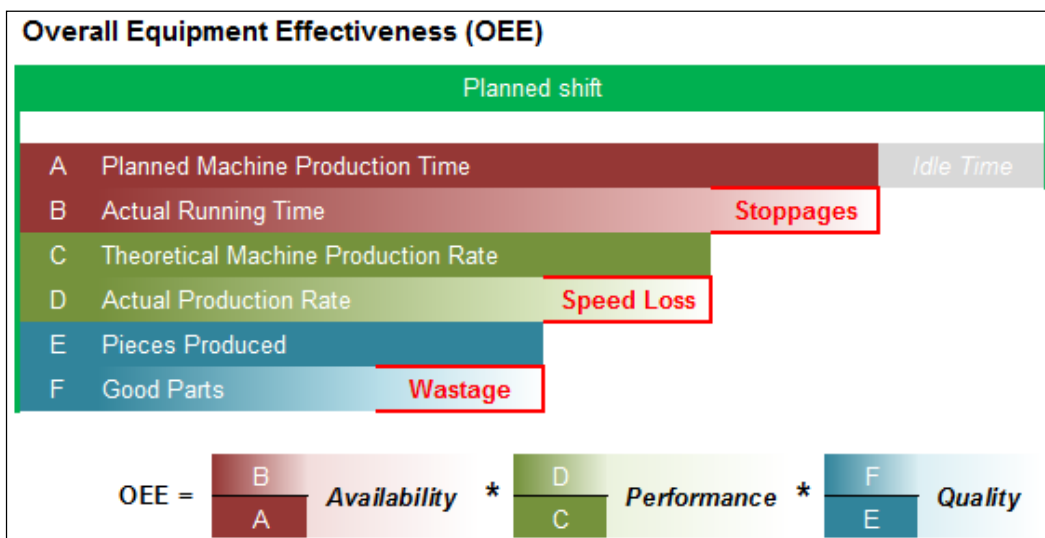 Overall Equipment Effectiveness (OEE)
Planned shift
A Planned Machine Production Time Idle Time
B Actual Running Time Stoppages
C Theoretical Machine Production Rate
D Actual Production Rate Speed Loss
E Pieces Produced
F Good Parts Wastage
OEE = B / A Availability * D / C Performance * F / E Quality